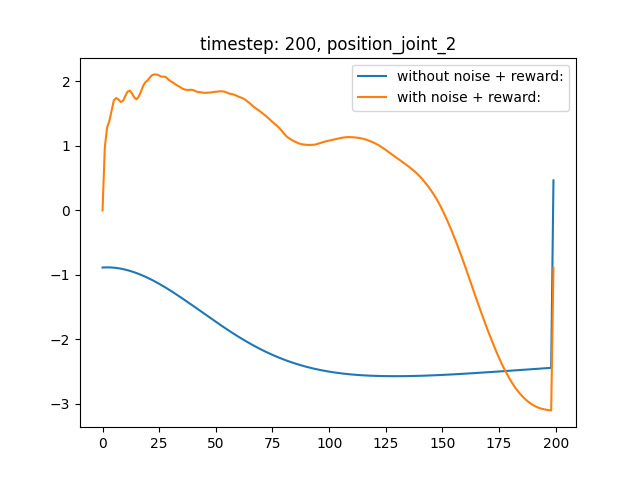 timestep: 200, position_joint_2
without noise + reward:
with noise + reward:
2
1
0
−1
−2
−3
0 25 50 75 100 125 150 175 200